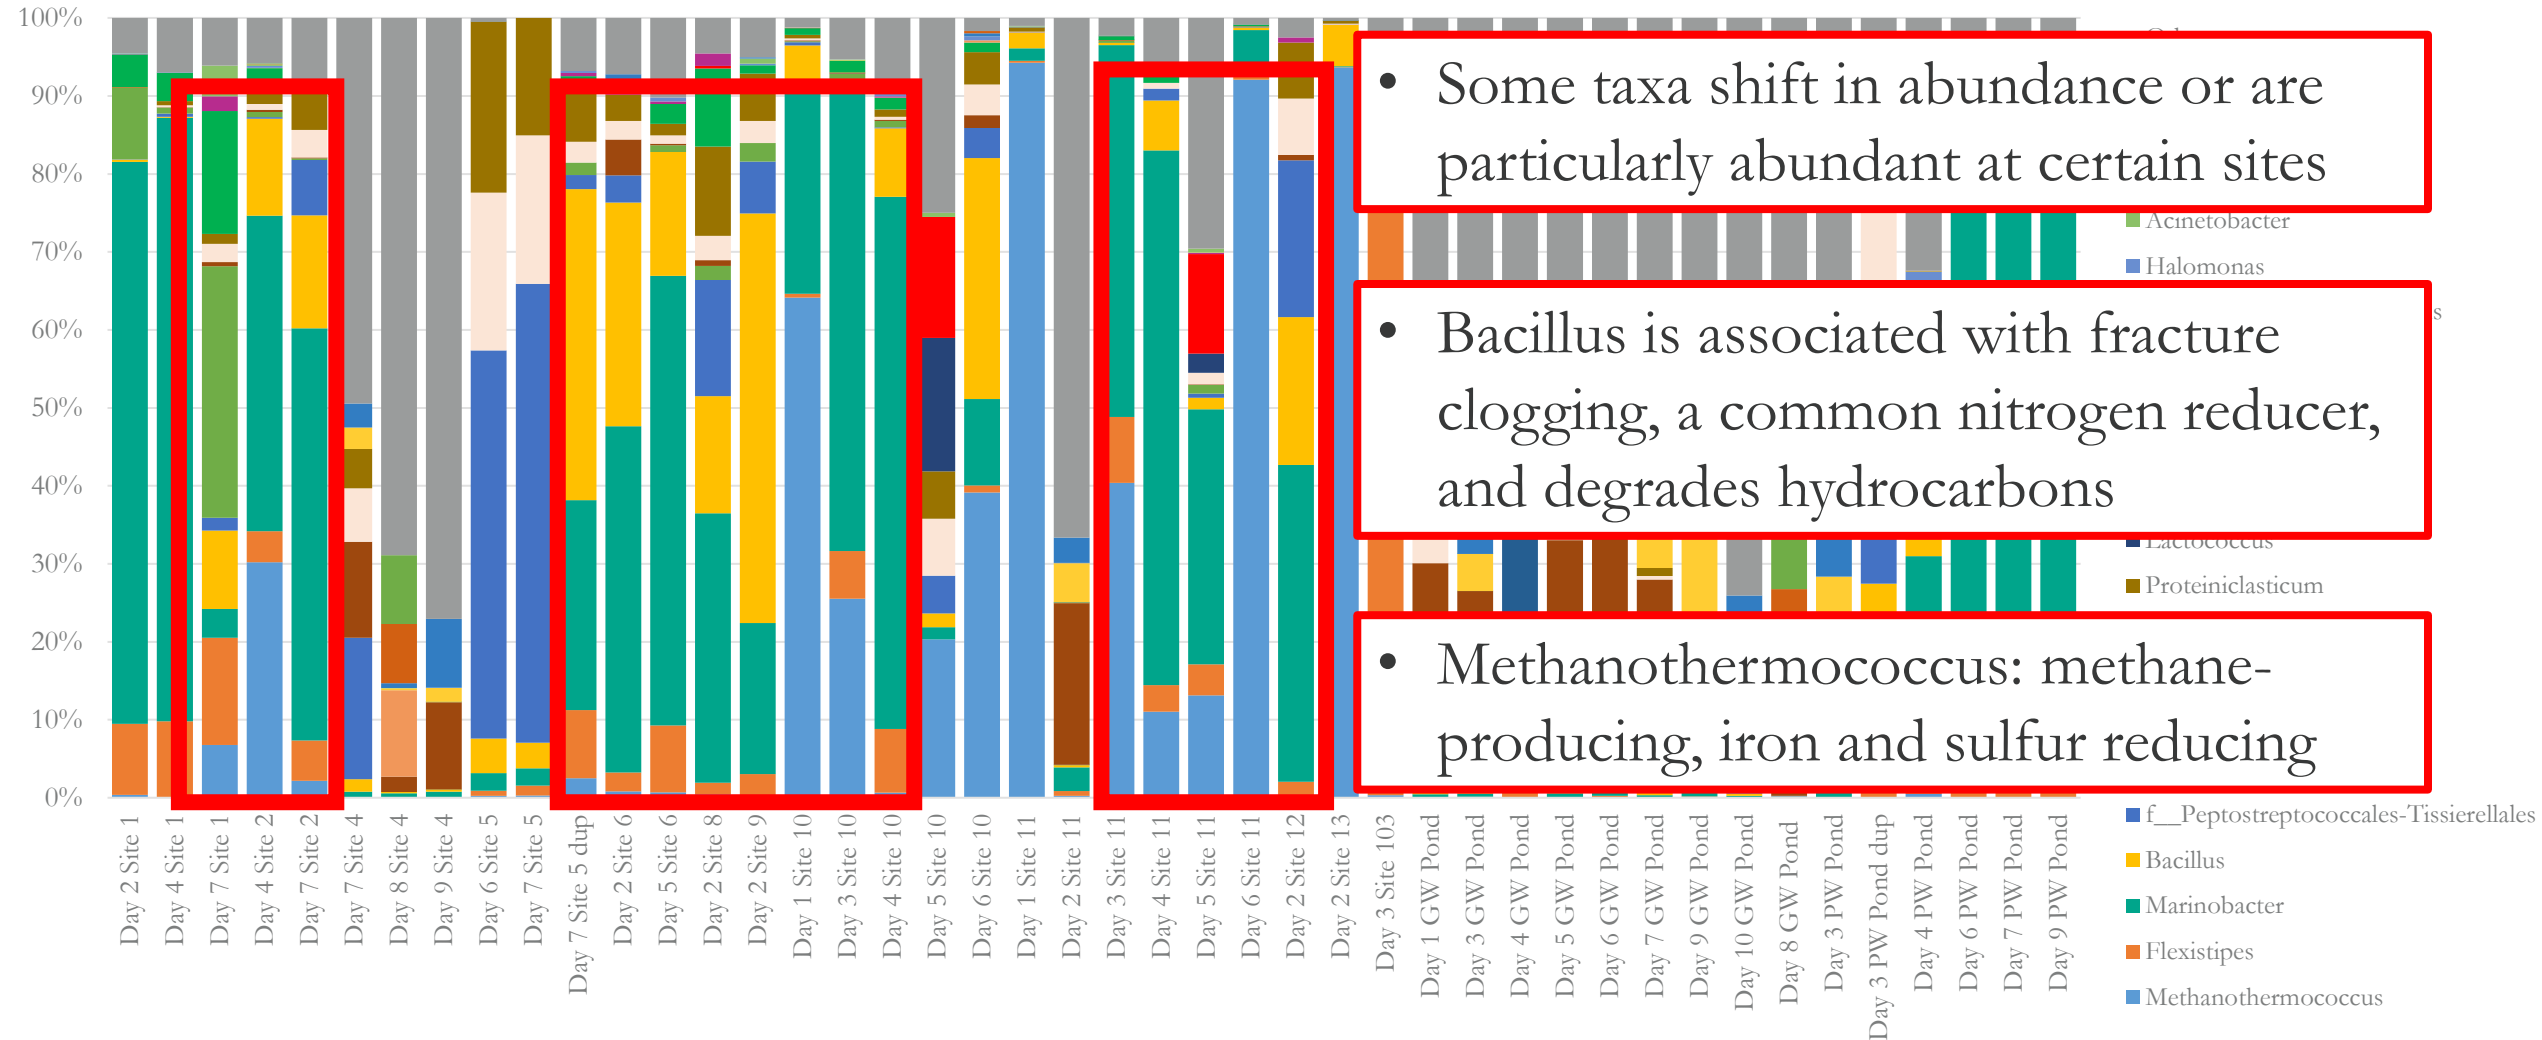 100%
90%
80%
70%
60%
50%
40%
30%
20%
10%
0%
• Some taxa shift in abundance or are
particularly abundant at certain sites
Acinetobacter
Halomonas
s
• Bacillus is associated with fracture
clogging, a common nitrogen reducer,
and degrades hydrocarbons
Lactococcus
Proteiniclasticum
• Methanothermococcus: methane-
producing, iron and sulfur reducing
f__Peptostreptococcales-Tissierellales
Bacillus
Marinobacter
Flexistipes
Methanothermococcus
Day 2 Site 1
Day 4 Site 1
Day 7 Site 1
Day 4 Site 2
Day 7 Site 2
Day 7 Site 4
Day 8 Site 4
Day 9 Site 4
Day 6 Site 5
Day 7 Site 5
Day 7 Site 5 dup
Day 2 Site 6
Day 5 Site 6
Day 2 Site 8
Day 2 Site 9
Day 1 Site 10
Day 3 Site 10
Day 4 Site 10
Day 5 Site 10
Day 6 Site 10
Day 1 Site 11
Day 2 Site 11
Day 3 Site 11
Day 4 Site 11
Day 5 Site 11
Day 6 Site 11
Day 2 Site 12
Day 2 Site 13
Day 3 Site 103
Day 1 GW Pond
Day 3 GW Pond
Day 4 GW Pond
Day 5 GW Pond
Day 6 GW Pond
Day 7 GW Pond
Day 9 GW Pond
Day 10 GW Pond
Day 8 GW Pond
Day 3 PW Pond
Day 3 PW Pond dup
Day 4 PW Pond
Day 6 PW Pond
Day 7 PW Pond
Day 9 PW Pond